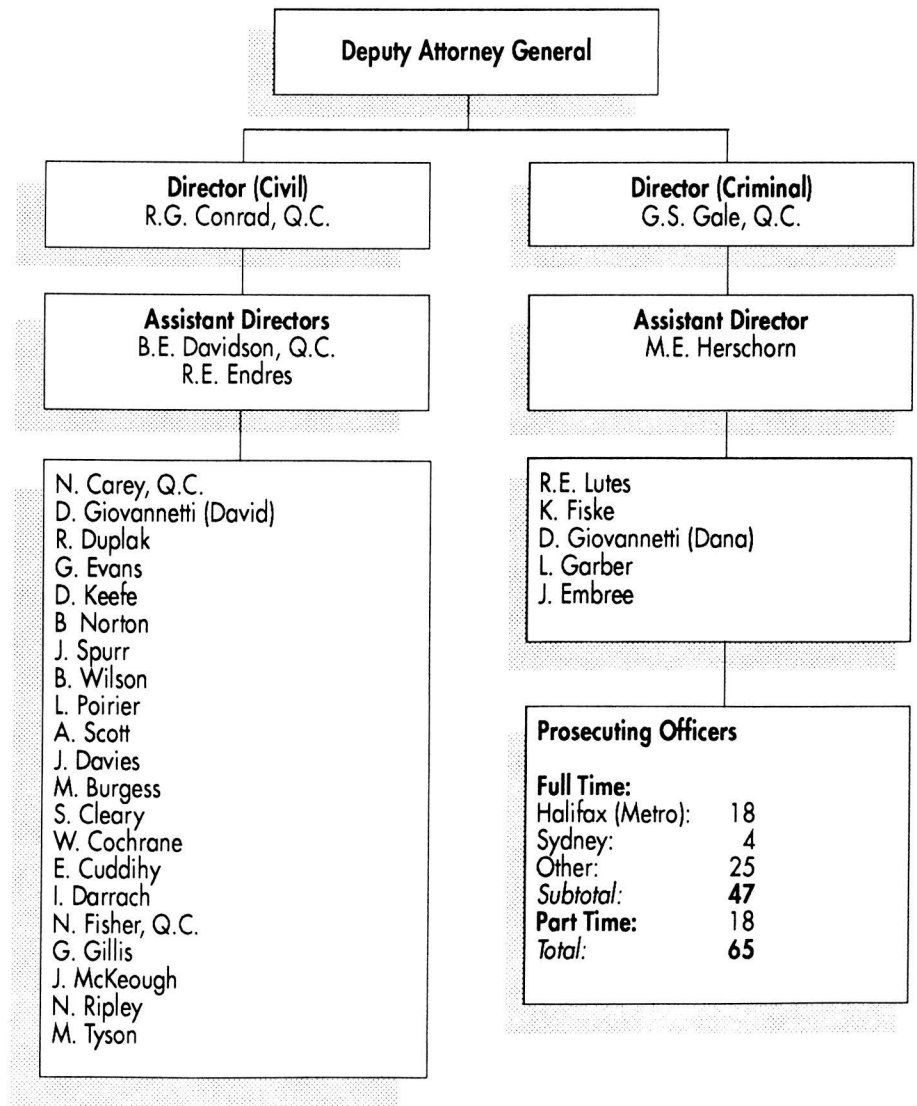 Deputy Attorney General
Director (Civil)
R.G. Conrad, Q.C.
Director (Criminal)
G.S. Gale, Q.C.
Assistant Directors
B.E. Davidson, Q.C.
R.E. Endres
Assistant Director
M.E. Herschorn
N. Carey, Q.C.
D. Giovannetti (David)
R. Duplak
G. Evans
D. Keefe
B Norton
J. Spurr
B. Wilson
L. Poirier
A. Scott
J. Davies
M. Burgess
S. Cleary
W. Cochrane
E. Cuddihy
I. Darrach
N. Fisher, Q.C.
G. Gillis
J. McKeough
N. Ripley
M. Tyson
R.E. Lutes
K. Fiske
D. Giovannetti (Dana)
L. Garber
J. Embree
Prosecuting Officers
Full Time:
Halifax (Metro): 18
Sydney: 4
Other: 25
Subtotal: 47
Part Time: 18
Total: 65